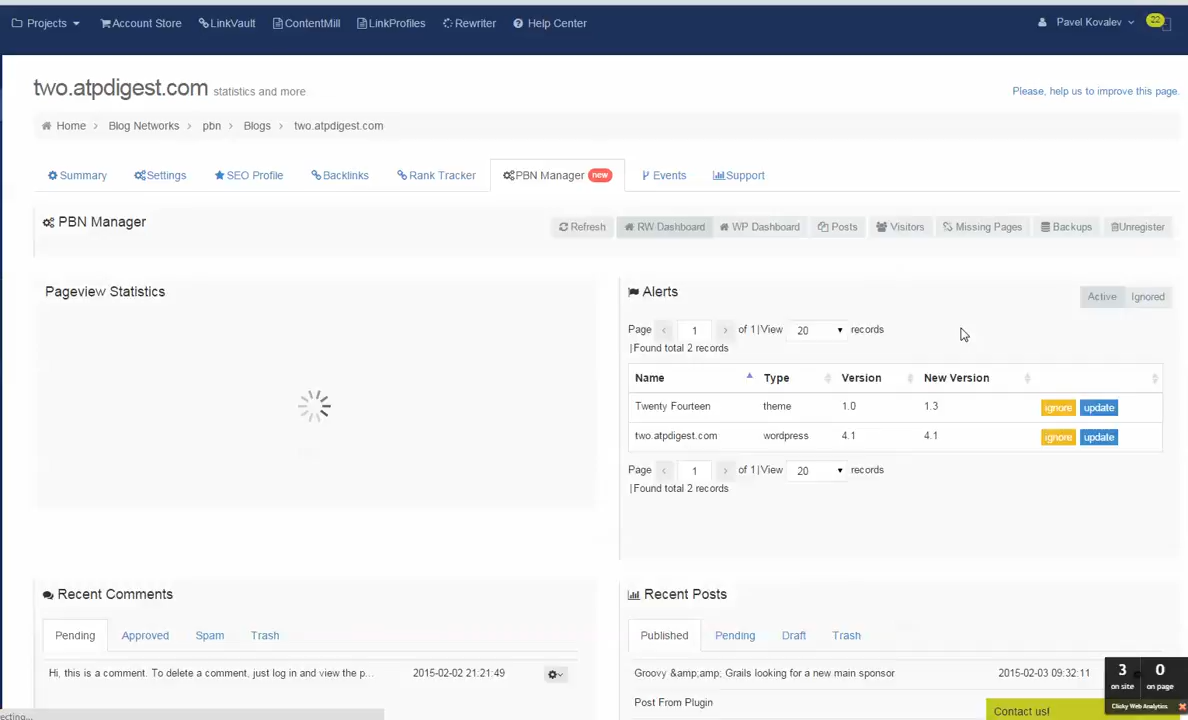 Projects Account Store LinkVault ContentMill LinkProfiles Rewriter Help Center Pavel Kovalev 22
two.atpdigest.com statistics and more Please, help us to improve this page.
Home > Blog Networks > pbn > Blogs > two.atpdigest.com
Summary Settings SEO Profile Backlinks Rank Tracker PBN Manager new Events Support
PBN Manager Refresh RW Dashboard WP Dashboard Posts Visitors Missing Pages Backups Unregister
Pageview Statistics
Alerts Active Ignored
Page < 1 > of 1|View 20 records
|Found total 2 records
Name Type Version New Version
Twenty Fourteen theme 1.0 1.3 ignore update
two.atpdigest.com wordpress 4.1 4.1 ignore update
Page < 1 > of 1|View 20 records
|Found total 2 records
Recent Comments
Pending Approved Spam Trash
Hi, this is a comment. To delete a comment, just log in and view the p... 2015-02-02 21:21:49
Recent Posts
Published Pending Draft Trash
Groovy &amp;amp; Grails looking for a new main sponsor 2015-02-03 09:32:11
Post From Plugin
3 on site 0 on page
Clicky Web Analytics
Contact us!
ecting...